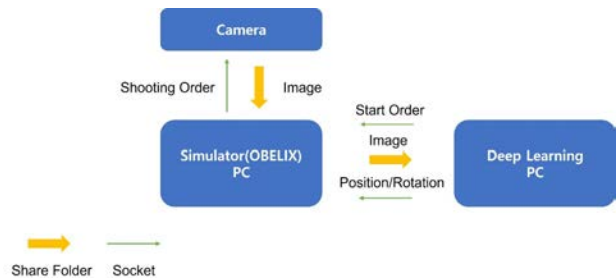 Camera
Shooting Order
Image
Start Order
Image
Simulator(OBELIX)
PC
Deep Learning
PC
Position/Rotation
Share Folder
Socket